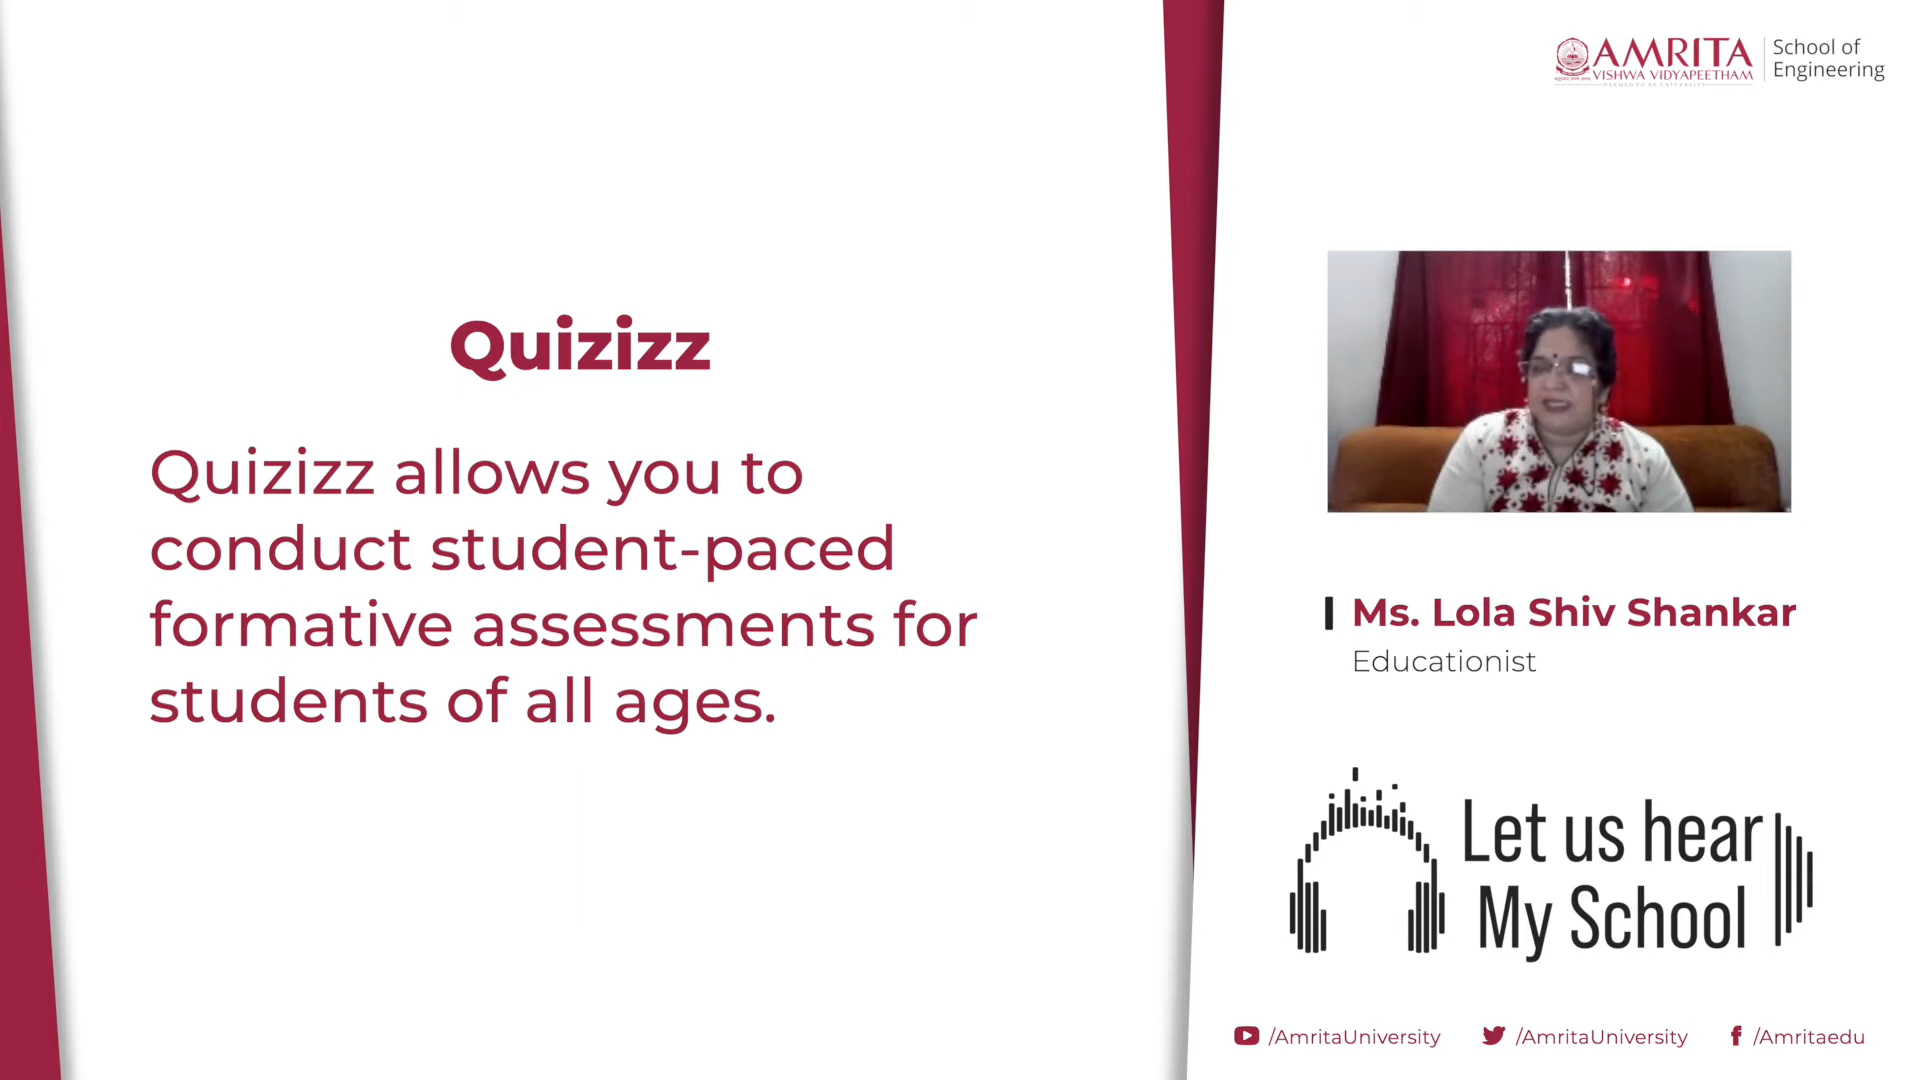 Quizizz
Quizizz allows you to
conduct student-paced
formative assessments for
students of all ages.
AMRITA
VISHWA VIDYAPEETHAM
School of
Engineering
Ms. Lola Shiv Shankar
Educationist
Let us hear
My School
/AmritaUniversity
/AmritaUniversity
/Amritaedu